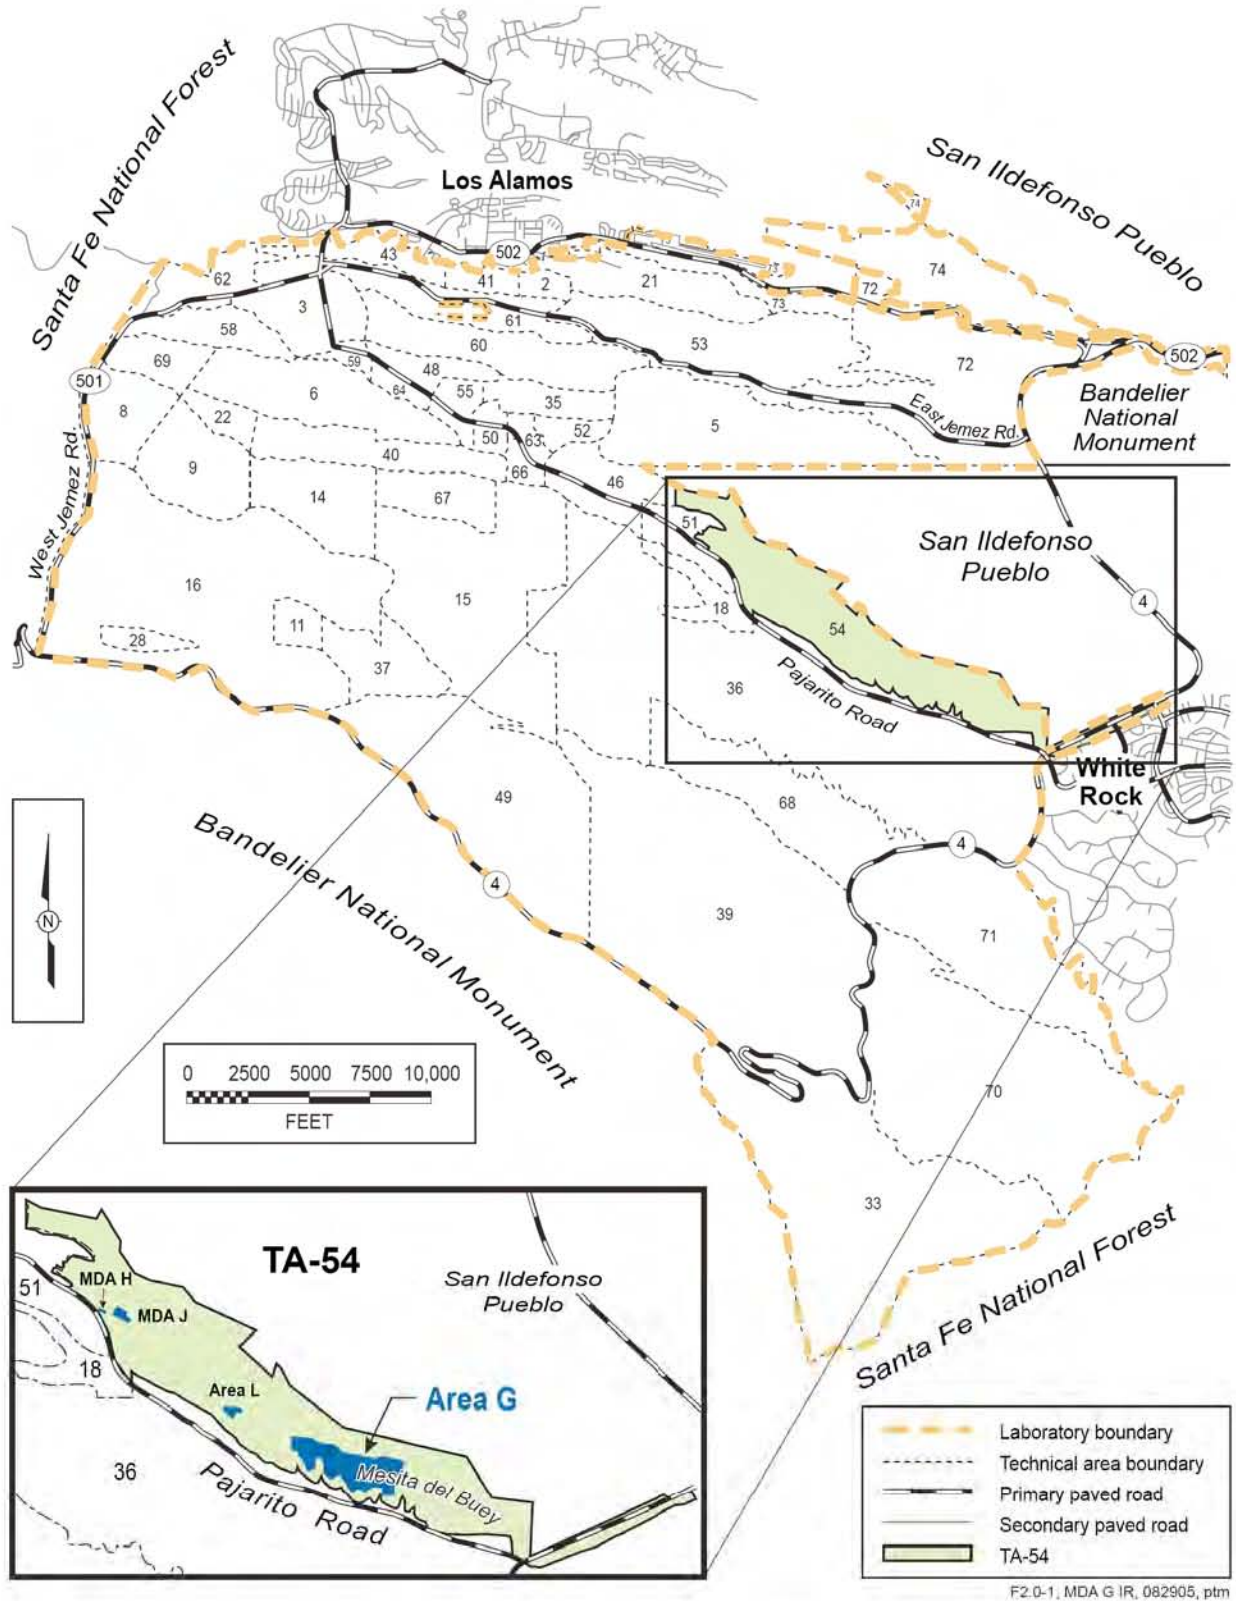 Santa Fe National Forest
Los Alamos
San Ildefonso Pueblo
74
502
43
74
62
41
2
21
73
72
73
3
61
58
53
60
502
59
72
69
48
501
6
64
55
35
Bandelier
National
Monument
8
22
East Jemez Rd.
5
52
50
63
40
9
66
46
14
67
West Jemez Rd.
51
San Ildefonso
Pueblo
16
15
4
18
11
54
28
37
36
Pajarito Road
White
Rock
49
68
Bandelier National Monument
4
4
N
39
71
0 2500 5000 7500 10,000
FEET
70
33
Santa Fe National Forest
TA-54
MDA H
San Ildefonso
Pueblo
51
MDA J
18
Area L
Area G
36
Mesita del Buey
Pajarito Road
Laboratory boundary
Technical area boundary
Primary paved road
Secondary paved road
TA-54
F2.0-1, MDA G IR, 082905, ptm